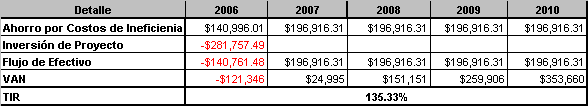 Detalle 2006 2007 2008 2009 2010
Ahorro por Costos de Ineficienia $140,996.01 $196,916.31 $196,916.31 $196,916.31 $196,916.31
Inversión de Proyecto -$281,757.49
Flujo de Efectivo -$140,761.48 $196,916.31 $196,916.31 $196,916.31 $196,916.31
VAN -$121,346 $24,995 $151,151 $259,906 $353,660
TIR 135.33%